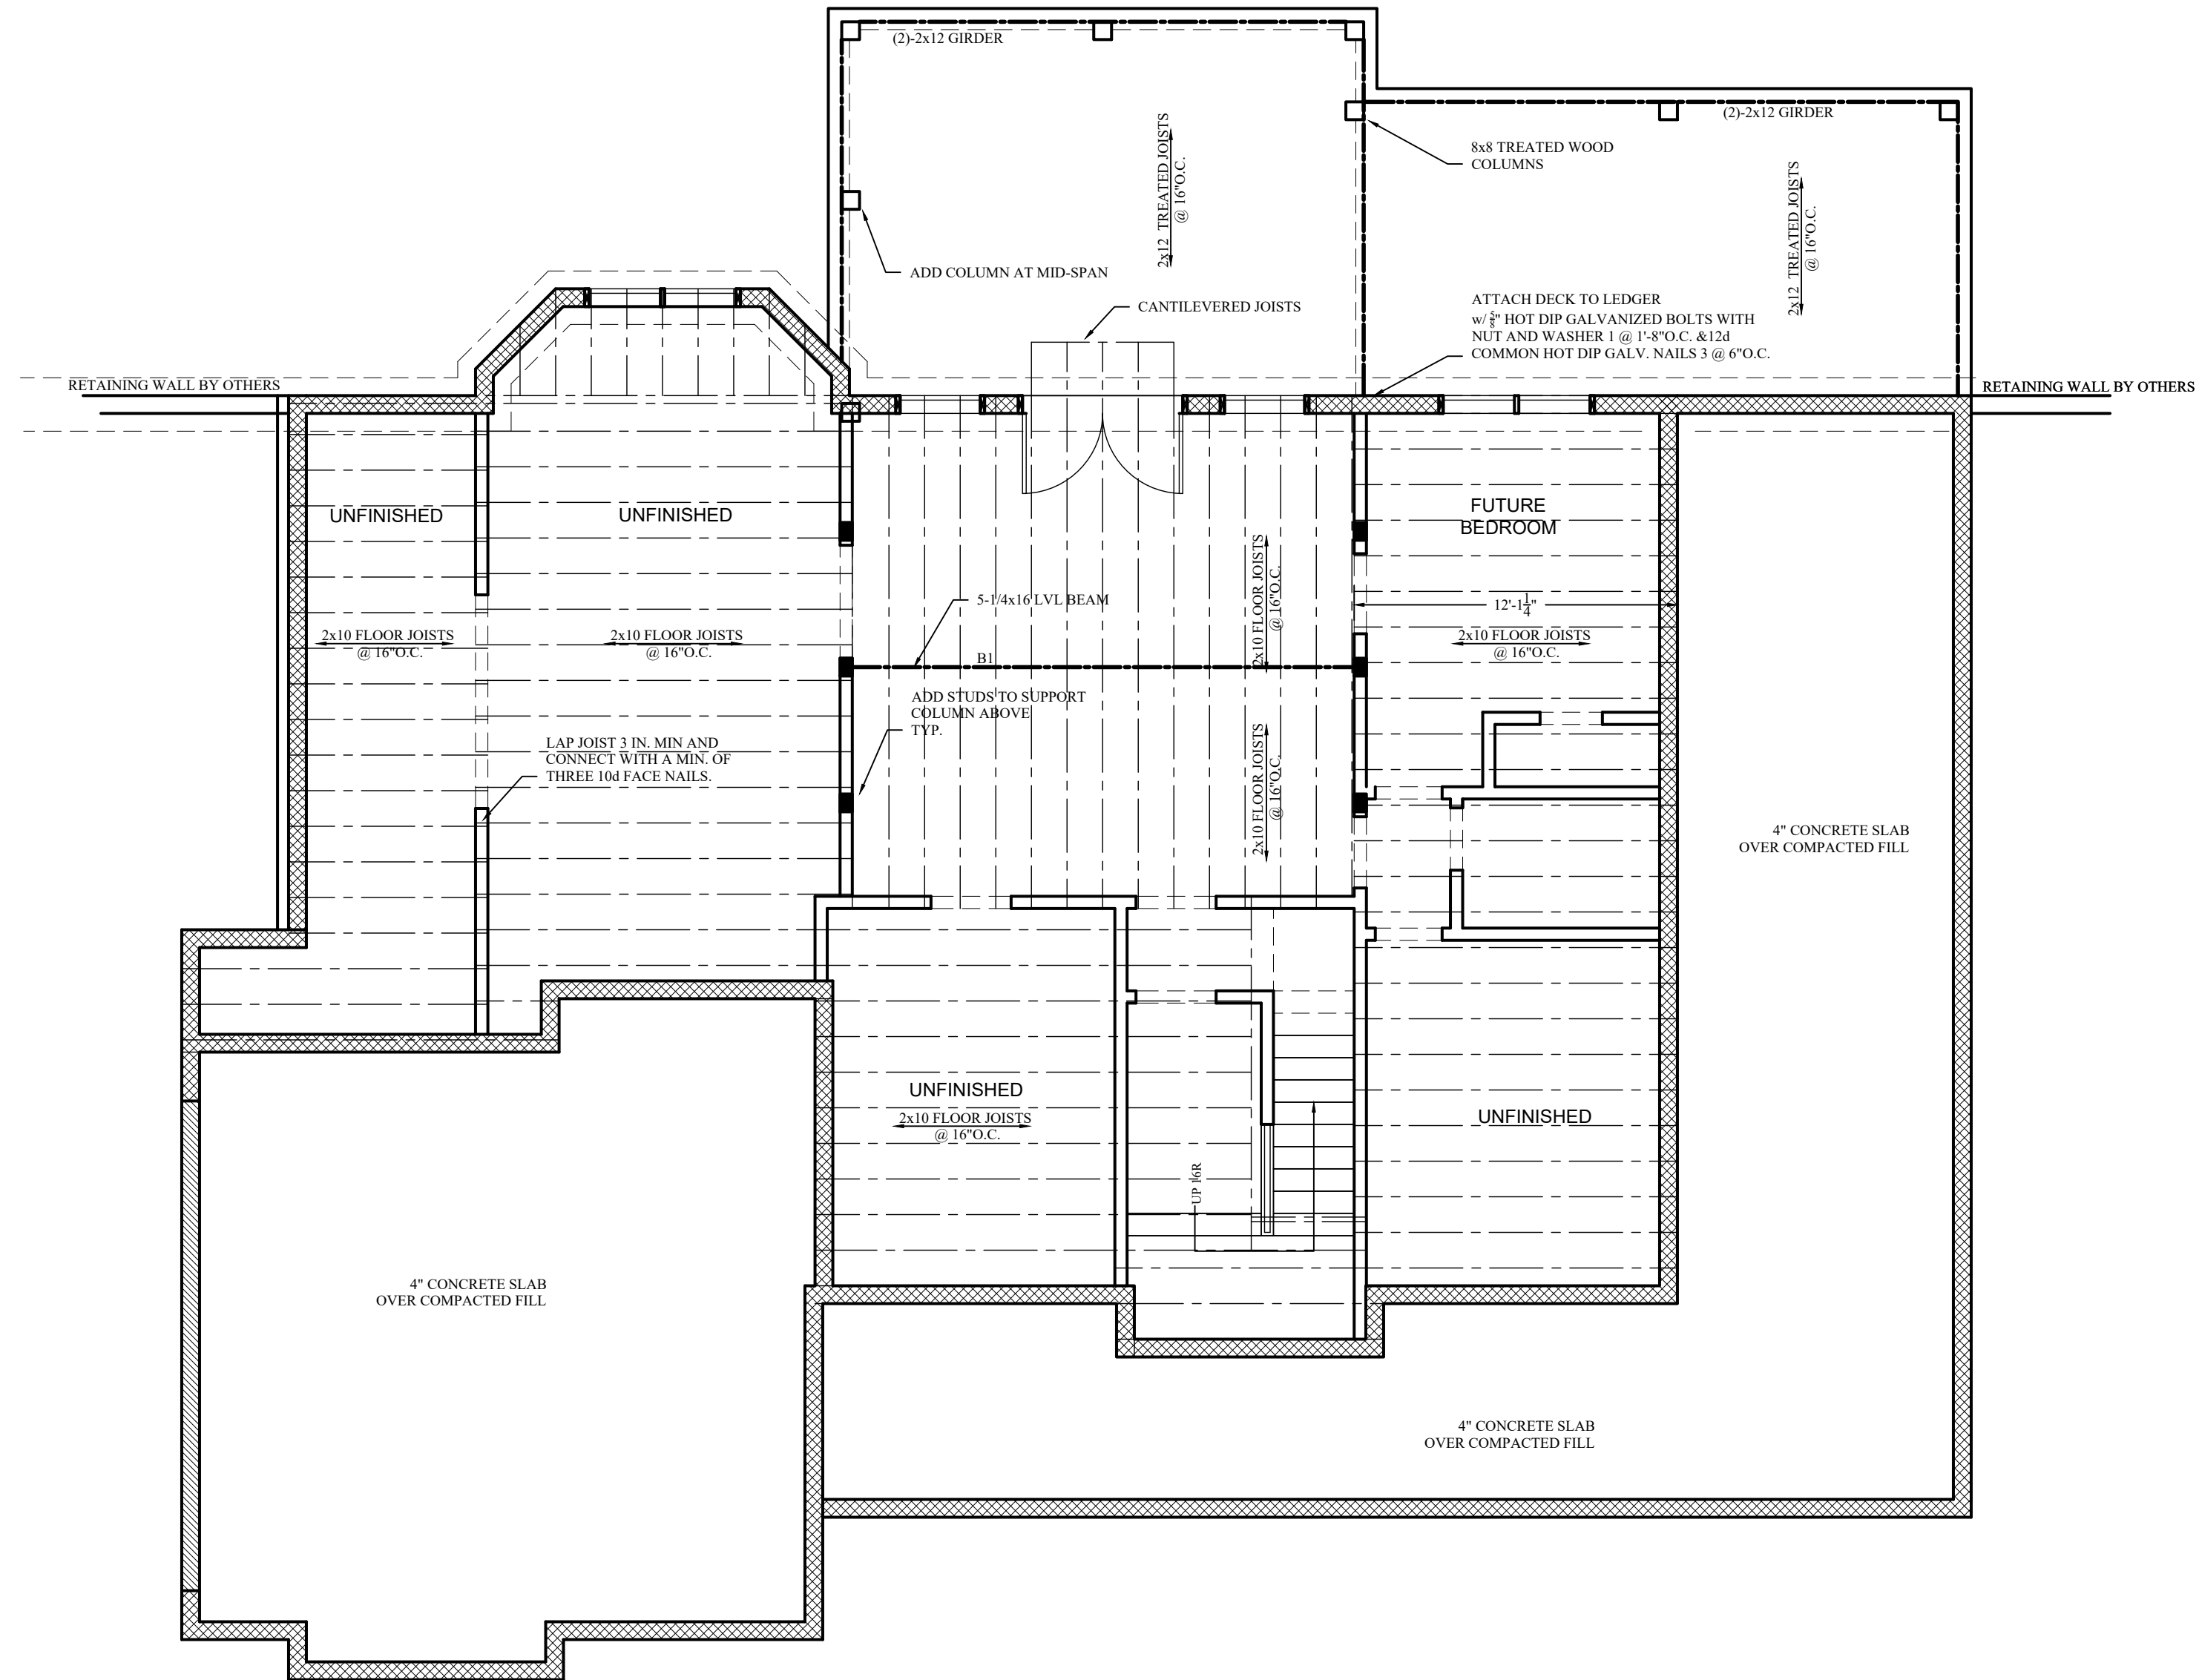 (2)-2x12 GIRDER
(2)-2x12 GIRDER
2x12 TREATED JOISTS
@ 16"O.C.
8x8 TREATED WOOD
COLUMNS
2x12 TREATED JOISTS
@ 16"O.C.
ADD COLUMN AT MID-SPAN
CANTILEVERED JOISTS
ATTACH DECK TO LEDGER
w/ 5/8" HOT DIP GALVANIZED BOLTS WITH
NUT AND WASHER 1 @ 1'-8"O.C. &12d
COMMON HOT DIP GALV. NAILS 3 @ 6"O.C.
RETAINING WALL BY OTHERS
RETAINING WALL BY OTHERS
UNFINISHED
UNFINISHED
FUTURE
BEDROOM
2x10 FLOOR JOISTS
@ 16"O.C.
5-1/4x16 LVL BEAM
12'-1 1/4"
2x10 FLOOR JOISTS
@ 16"O.C.
2x10 FLOOR JOISTS
@ 16"O.C.
2x10 FLOOR JOISTS
@ 16"O.C.
B1
ADD STUDS TO SUPPORT
COLUMN ABOVE
TYP.
LAP JOIST 3 IN. MIN AND
CONNECT WITH A MIN. OF
THREE 10d FACE NAILS.
2x10 FLOOR JOISTS
@ 16"O.C.
4" CONCRETE SLAB
OVER COMPACTED FILL
UNFINISHED
2x10 FLOOR JOISTS
@ 16"O.C.
UNFINISHED
UP 16R
4" CONCRETE SLAB
OVER COMPACTED FILL
4" CONCRETE SLAB
OVER COMPACTED FILL